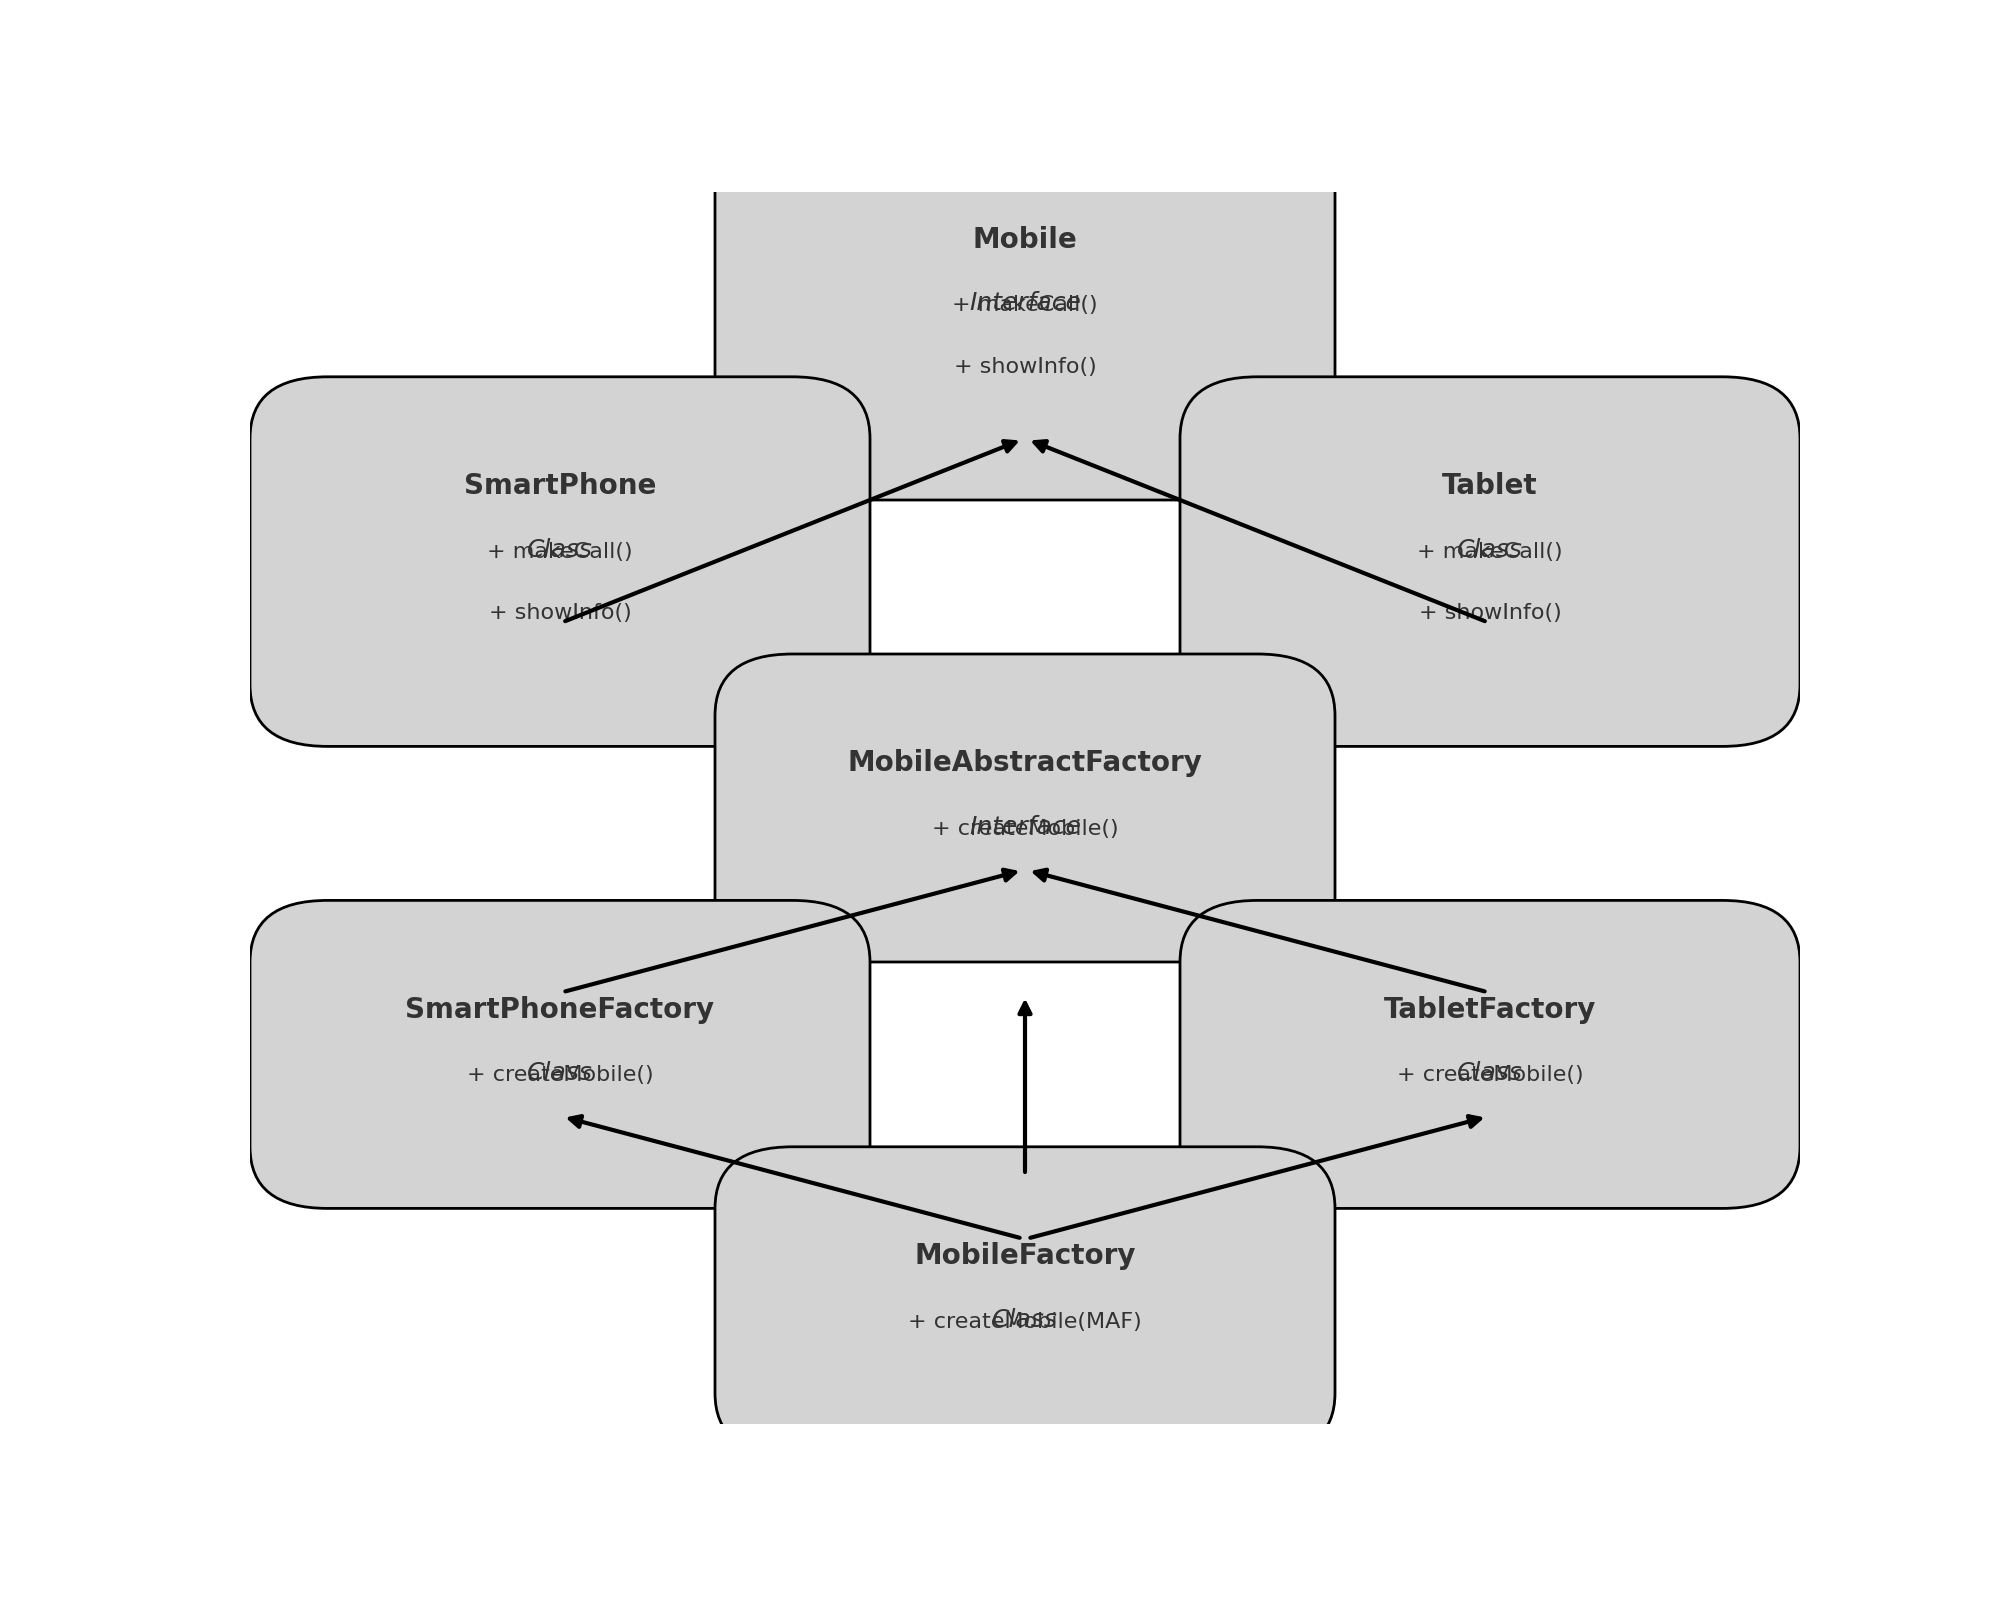 Mobile
Interface
+ makeCall()
+ showInfo()
SmartPhone
Class
+ makeCall()
+ showInfo()
Tablet
Class
+ makeCall()
+ showInfo()
MobileAbstractFactory
Interface
+ createMobile()
SmartPhoneFactory
Class
+ createMobile()
TabletFactory
Class
+ createMobile()
MobileFactory
Class
+ createMobile(MAF)